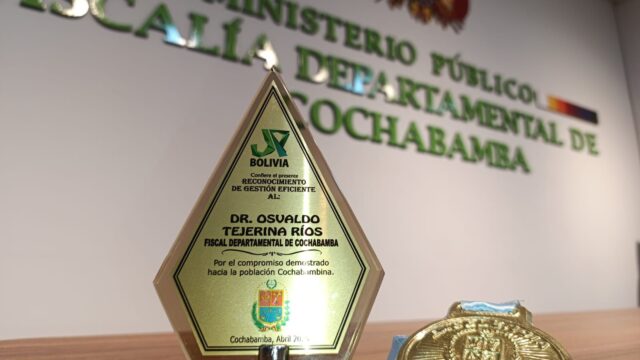 MINISTERIO PÚBLICO
FISCALÍA DEPARTAMENTAL DE
COCHABAMBA
JR
BOLIVIA
Confiere el presente
RECONOCIMIENTO
DE GESTIÓN EFICIENTE
AL:
DR. OSVALDO
TEJERINA RÍOS
FISCAL DEPARTAMENTAL DE COCHABAMBA
Por el compromiso demostrado
hacia la población Cochabambina.
Cochabamba, Abril